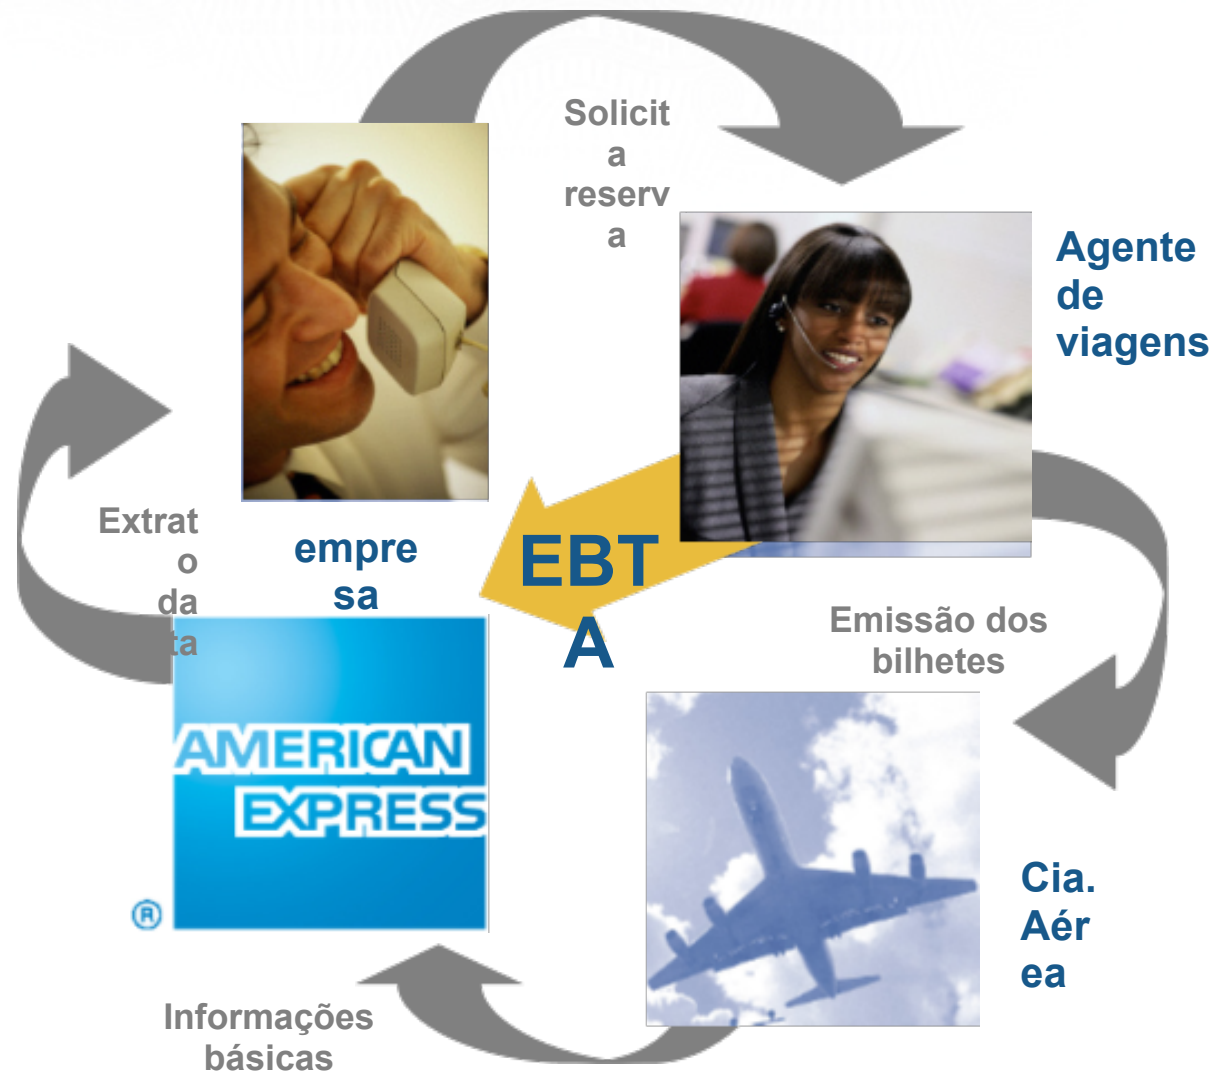 Solicit
a
reserv
a
Agente
de
viagens
Extrat
o
da
ta
empre
sa
EBT
A
Emissão dos
bilhetes
AMERICAN
EXPRESS
®
Cia.
Aér
ea
Informações
básicas